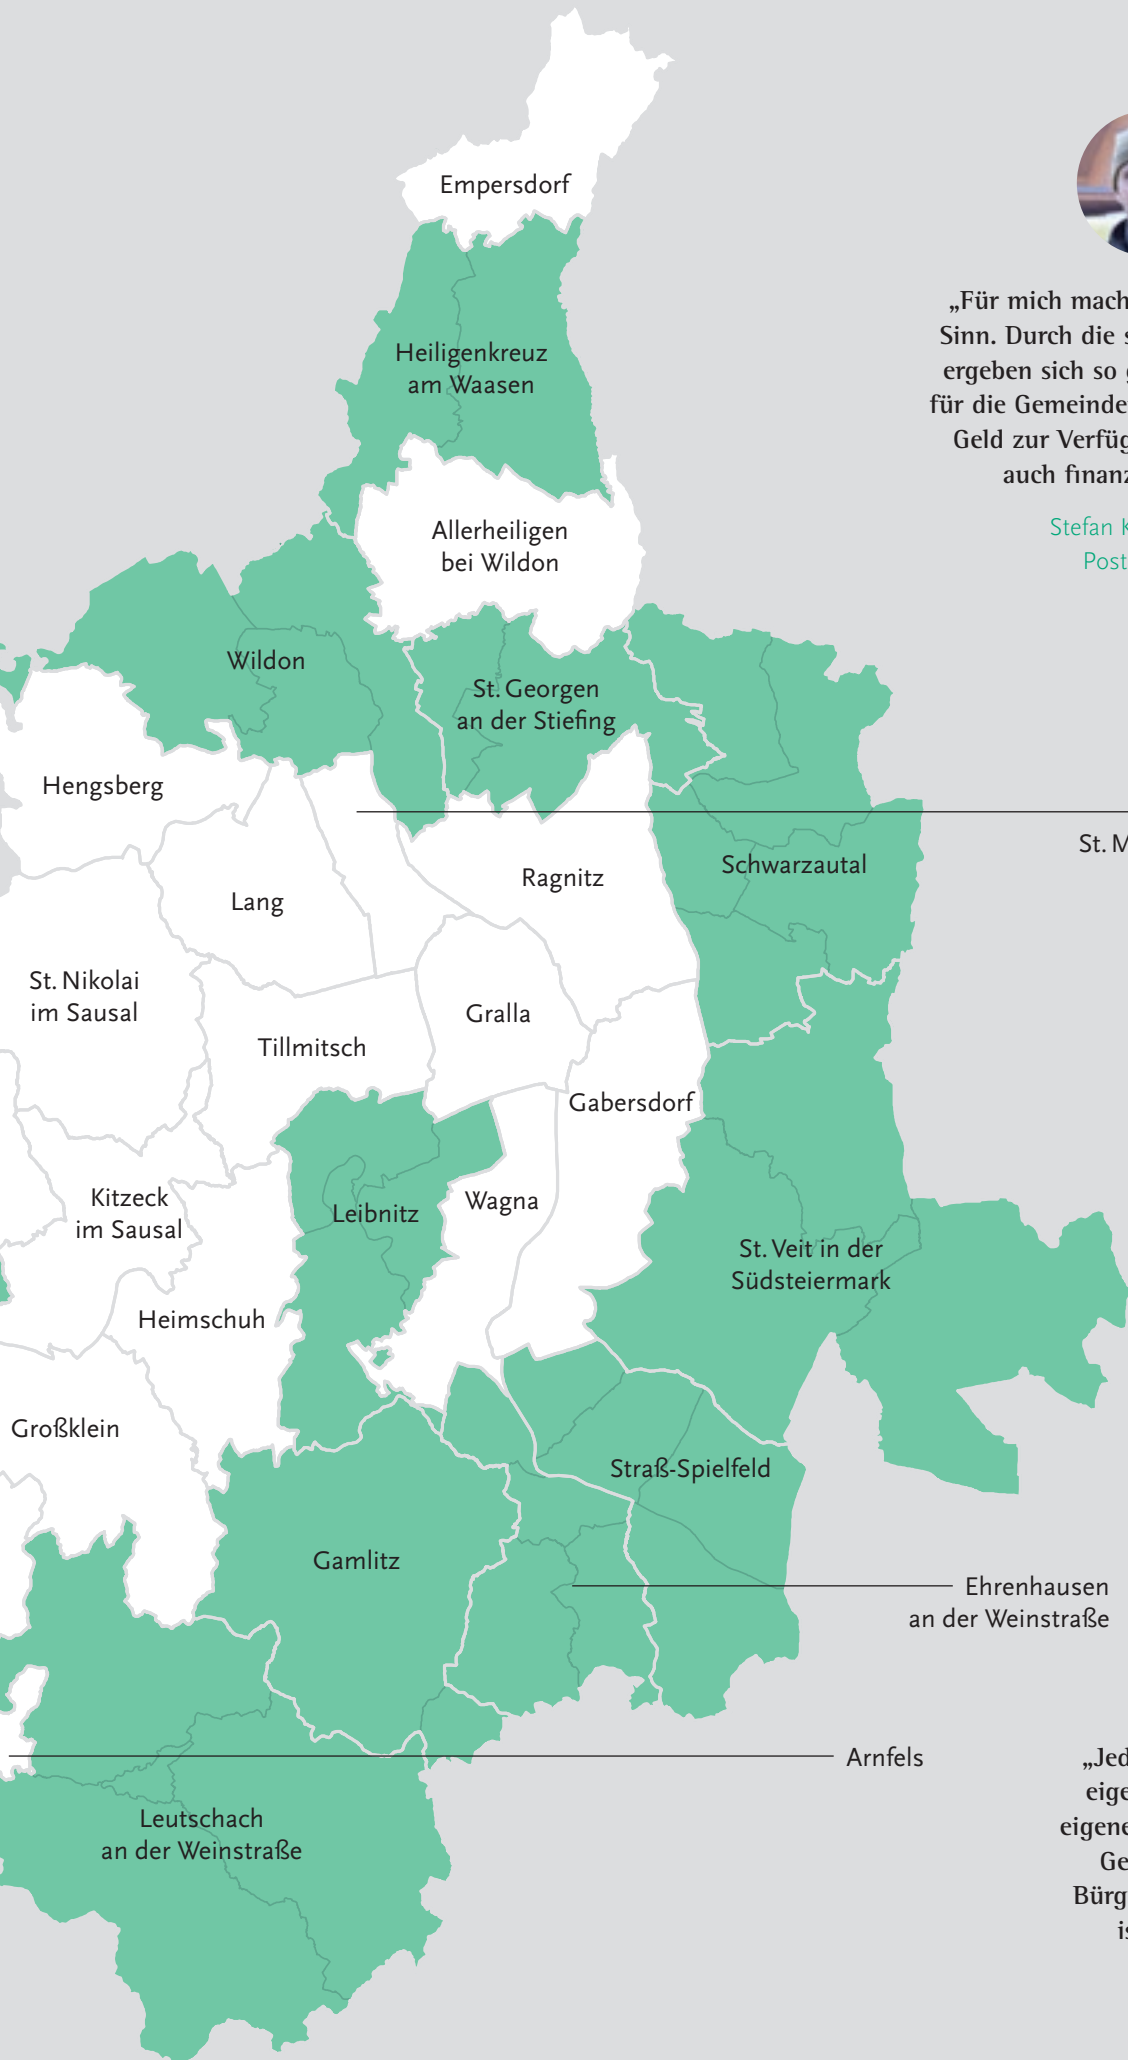 Empersdorf
„Für mich mach
Sinn. Durch die s
ergeben sich so g
für die Gemeinde
Geld zur Verfüg
auch finanz
Stefan K
Post
Heiligenkreuz
am Waasen
Allerheiligen
bei Wildon
Wildon
St. Georgen
an der Stiefing
Hengsberg
St. M
Schwarzautal
Ragnitz
Lang
St. Nikolai
im Sausal
Gralla
Tillmitsch
Gabersdorf
Kitzeck
im Sausal
Wagna
Leibnitz
St. Veit in der
Südsteiermark
Heimschuh
Großklein
Straß-Spielfeld
Gamlitz
Ehrenhausen
an der Weinstraße
Arnfels
Leutschach
an der Weinstraße
„Jed
eige
eigene
Ge
Bürg
is